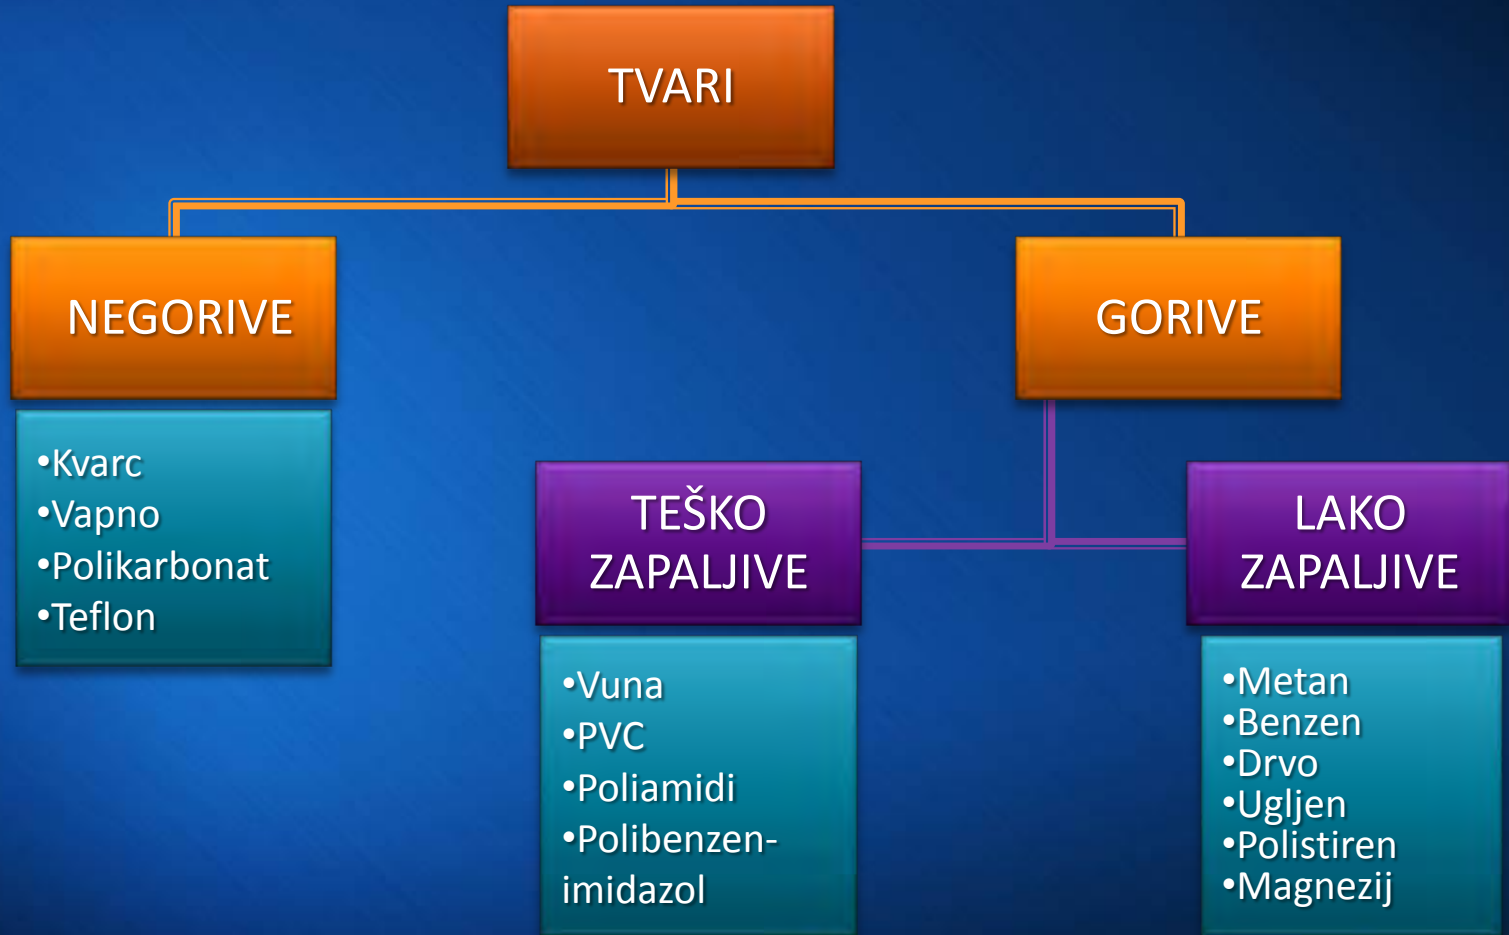 TVARI
NEGORIVE
•Kvarc
•Vapno
•Polikarbonat
•Teflon
GORIVE
TEŠKO
ZAPALJIVE
•Vuna
•PVC
•Poliamidi
•Polibenzen-
imidazol
LAKO
ZAPALJIVE
•Metan
•Benzen
•Drvo
•Ugljen
•Polistiren
•Magnezij